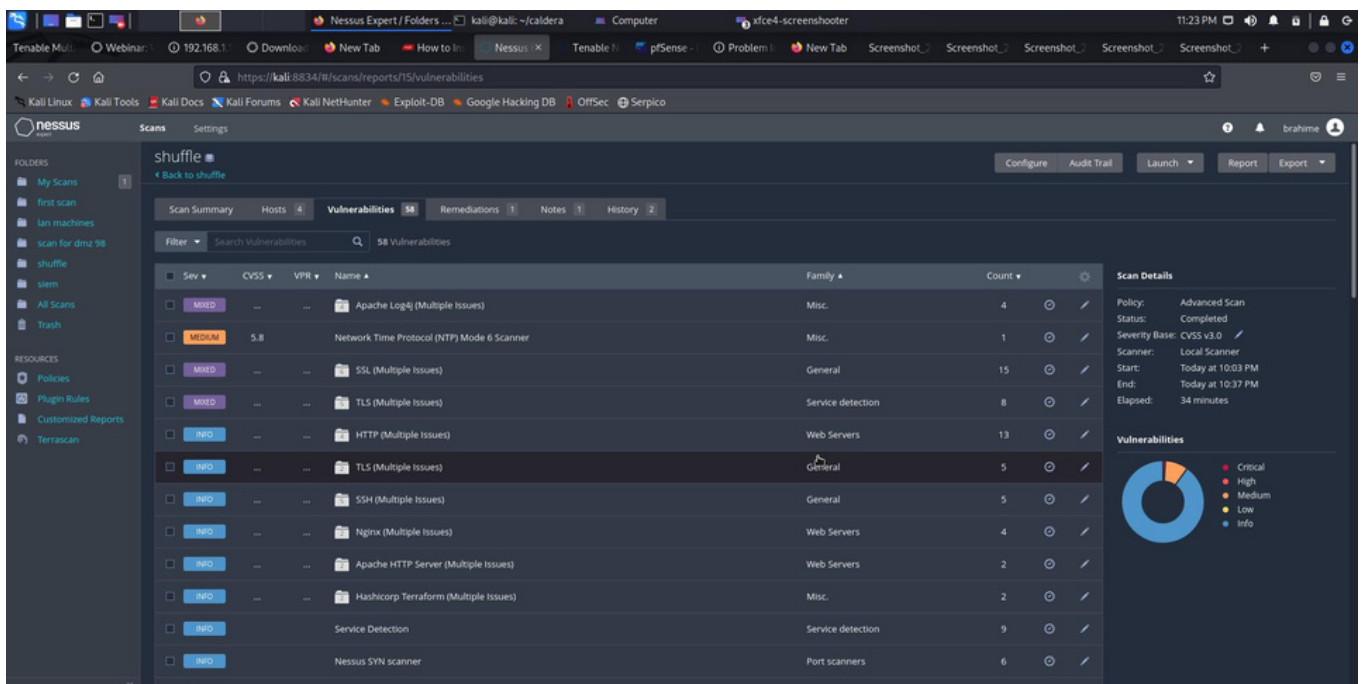 Nessus Expert / Folders ... kali@kali: ~/caldera Computer xfce4-screenshooter 11:23 PM
Tenable Mul Webinar: 192.168.1. Download New Tab How to In Nessus Tenable N pfSense - Problem l New Tab Screenshot_2 Screenshot_2 Screenshot_2 Screenshot_2 Screenshot_2
https://kali:8834/#/scans/reports/15/vulnerabilities
Kali Linux Kali Tools Kali Docs Kali Forums Kali NetHunter Exploit-DB Google Hacking DB OffSec Serpico
nessus expert Scans Settings brahime
FOLDERS
My Scans 1
first scan
lan machines
scan for dmz 98
shuffle
siem
All Scans
Trash
RESOURCES
Policies
Plugin Rules
Customized Reports
Terrascan
shuffle
Back to shuffle
Configure Audit Trail Launch Report Export
Scan Summary Hosts 4 Vulnerabilities 58 Remediations 1 Notes 1 History 2
Filter Search Vulnerabilities 58 Vulnerabilities
Sev CVSS VPR Name Family Count
MIXED ... ... Apache Log4j (Multiple Issues) Misc. 4
MEDIUM 5.8 Network Time Protocol (NTP) Mode 6 Scanner Misc. 1
MIXED ... ... SSL (Multiple Issues) General 15
MIXED ... ... TLS (Multiple Issues) Service detection 8
INFO ... ... HTTP (Multiple Issues) Web Servers 13
INFO ... ... TLS (Multiple Issues) General 5
INFO ... ... SSH (Multiple Issues) General 5
INFO ... ... Nginx (Multiple Issues) Web Servers 4
INFO ... ... Apache HTTP Server (Multiple Issues) Web Servers 2
INFO ... ... Hashicorp Terraform (Multiple Issues) Misc. 2
INFO Service Detection Service detection 9
INFO Nessus SYN scanner Port scanners 6
Scan Details
Policy: Advanced Scan
Status: Completed
Severity Base: CVSS v3.0
Scanner: Local Scanner
Start: Today at 10:03 PM
End: Today at 10:37 PM
Elapsed: 34 minutes
Vulnerabilities
Critical
High
Medium
Low
Info